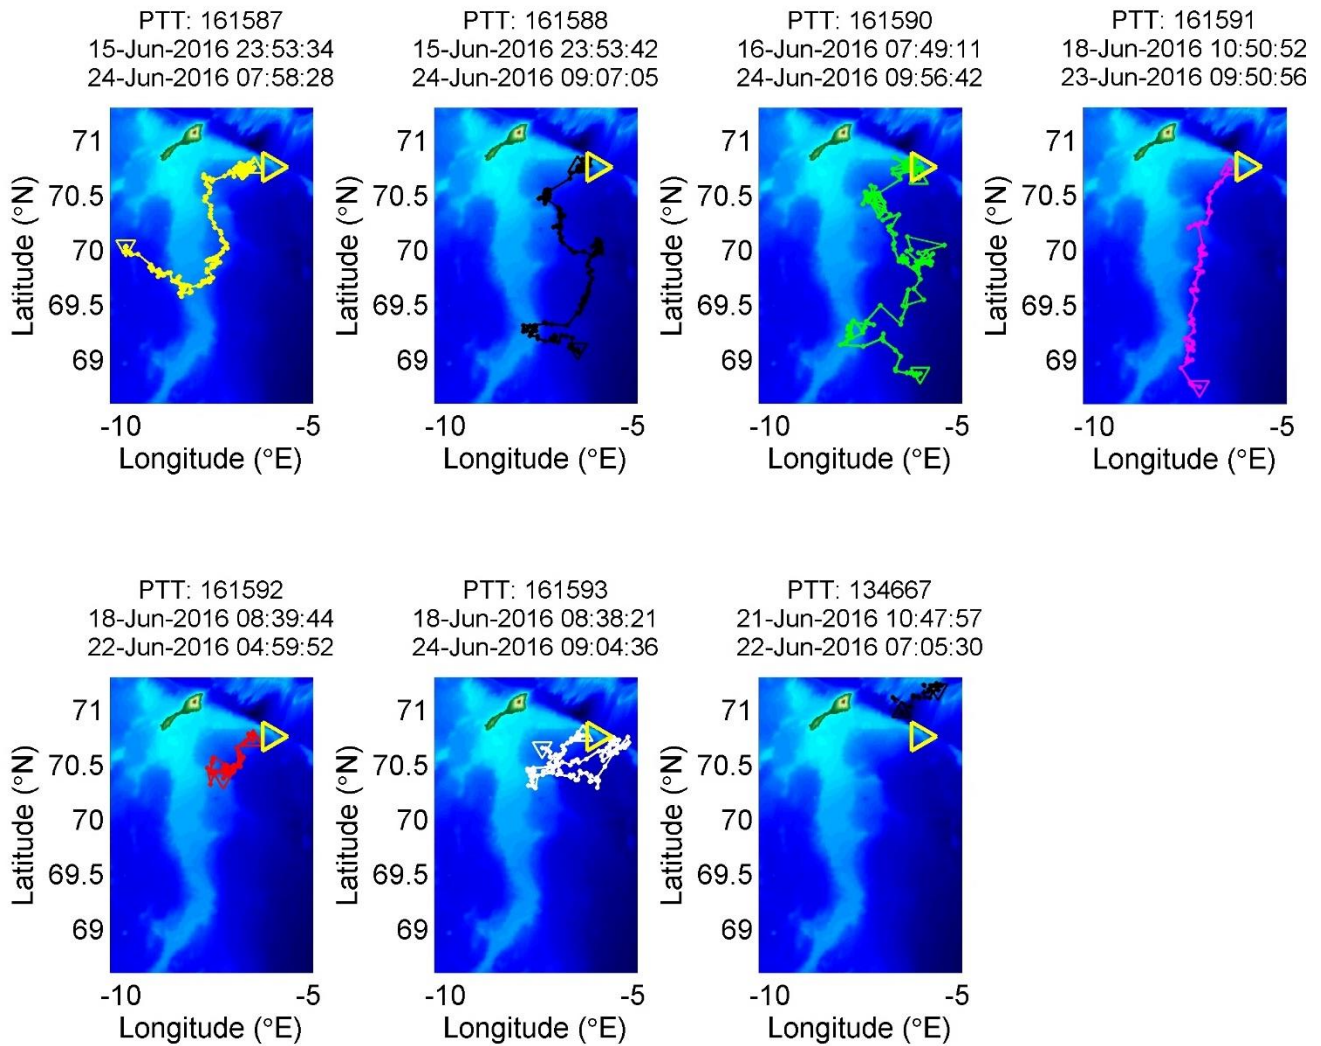 PTT: 161587
15-Jun-2016 23:53:34
24-Jun-2016 07:58:28
71
70.5
70
69.5
69
Latitude (°N)
-10
-5
Longitude (°E)
PTT: 161588
15-Jun-2016 23:53:42
24-Jun-2016 09:07:05
71
70.5
70
69.5
69
Latitude (°N)
-10
-5
Longitude (°E)
PTT: 161590
16-Jun-2016 07:49:11
24-Jun-2016 09:56:42
71
70.5
70
69.5
69
Latitude (°N)
-10
-5
Longitude (°E)
PTT: 161591
18-Jun-2016 10:50:52
23-Jun-2016 09:50:56
71
70.5
70
69.5
69
Latitude (°N)
-10
-5
Longitude (°E)
PTT: 161592
18-Jun-2016 08:39:44
22-Jun-2016 04:59:52
71
70.5
70
69.5
69
Latitude (°N)
-10
-5
Longitude (°E)
PTT: 161593
18-Jun-2016 08:38:21
24-Jun-2016 09:04:36
71
70.5
70
69.5
69
Latitude (°N)
-10
-5
Longitude (°E)
PTT: 134667
21-Jun-2016 10:47:57
22-Jun-2016 07:05:30
71
70.5
70
69.5
69
Latitude (°N)
-10
-5
Longitude (°E)